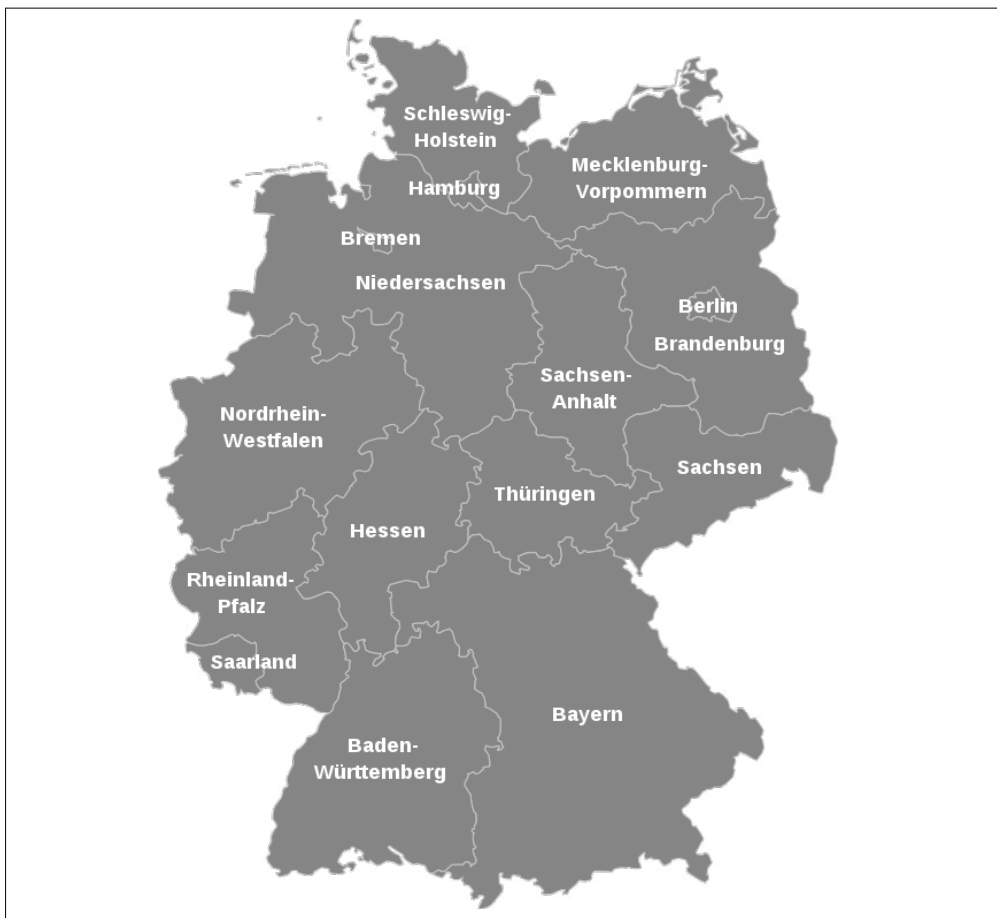 Schleswig-
Holstein
Mecklenburg-
Vorpommern
Hamburg
Bremen
Niedersachsen
Berlin
Brandenburg
Sachsen-
Anhalt
Nordrhein-
Westfalen
Sachsen
Thüringen
Hessen
Rheinland-
Pfalz
Saarland
Bayern
Baden-
Württemberg